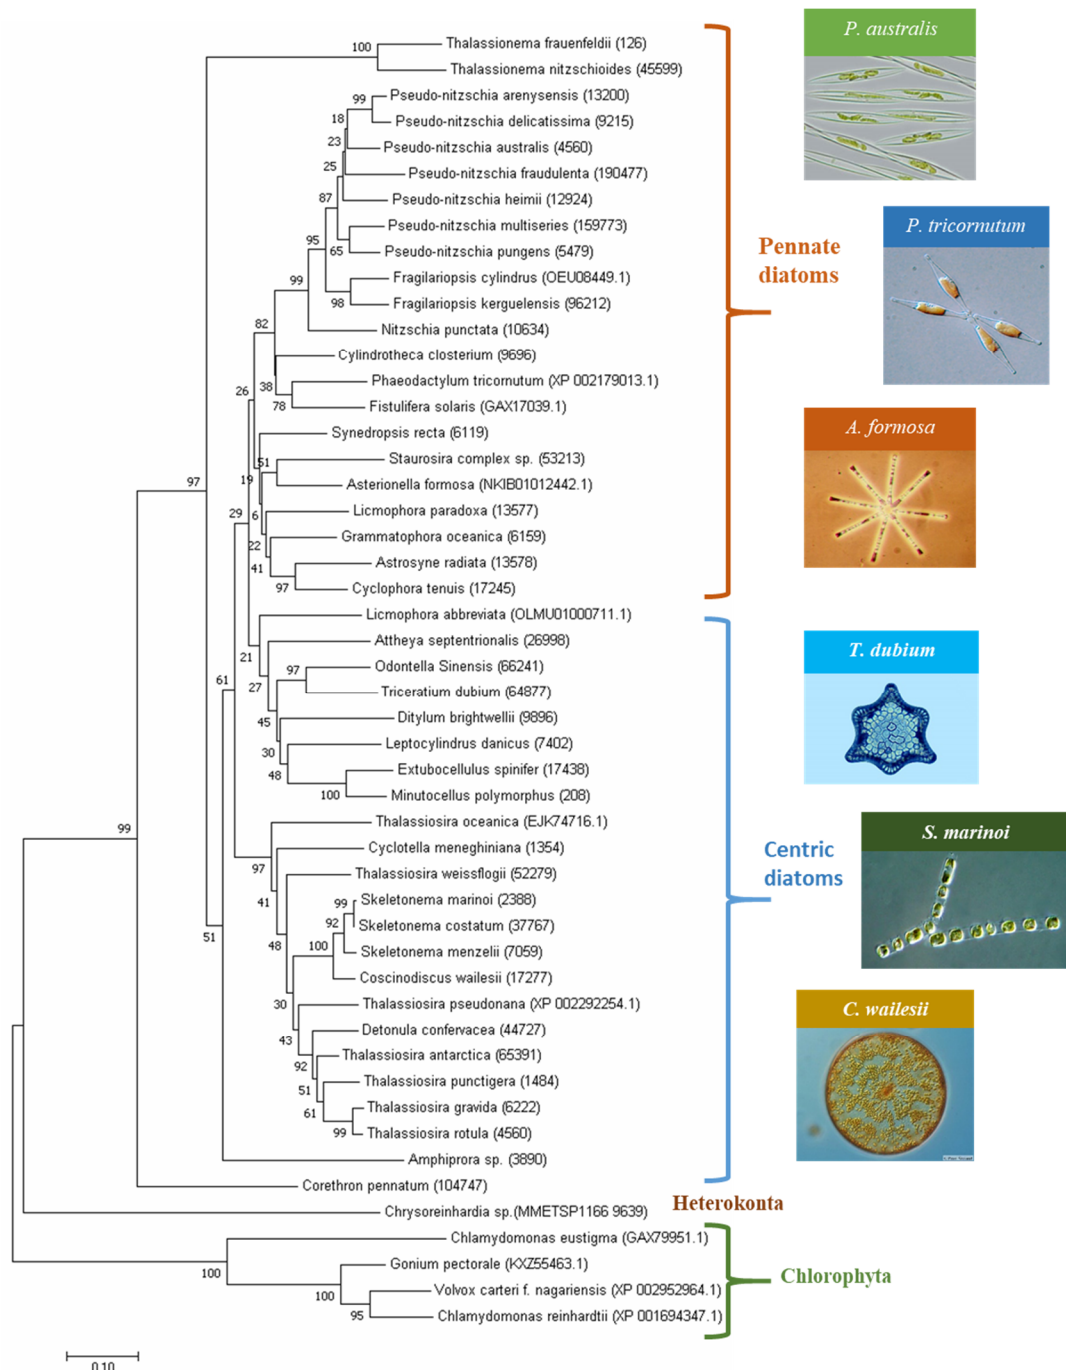 Thalassionema frauenfeldii (126)
Thalassionema nitzschioides (45599)
Pseudo-nitzschia arenysensis (13200)
Pseudo-nitzschia delicatissima (9215)
Pseudo-nitzschia australis (4560)
Pseudo-nitzschia fraudulenta (190477)
Pseudo-nitzschia heimii (12924)
Pseudo-nitzschia multiseries (159773)
Pseudo-nitzschia pungens (5479)
Fragilariopsis cylindrus (OEU08449.1)
Fragilariopsis kerguelensis (96212)
Nitzschia punctata (10634)
Cylindrotheca closterium (9696)
Phaeodactylum tricornutum (XP 002179013.1)
Fistulifera solaris (GAX17039.1)
Synedropsis recta (6119)
Staurosira complex sp. (53213)
Asterionella formosa (NKIB01012442.1)
Licmophora paradoxa (13577)
Grammatophora oceanica (6159)
Astrosyne radiata (13578)
Cyclophora tenuis (17245)
Licmophora abbreviata (OLMU01000711.1)
Attheya septentrionalis (26998)
Odontella Sinensis (66241)
Triceratium dubium (64877)
Ditylum brightwellii (9896)
Leptocylindrus danicus (7402)
Extubocellulus spinifer (17438)
Minutocellus polymorphus (208)
Thalassiosira oceanica (EJK74716.1)
Cyclotella meneghiniana (1354)
Thalassiosira weissflogii (52279)
Skeletonema marinoi (2388)
Skeletonema costatum (37767)
Skeletonema menzelii (7059)
Coscinodiscus wailesii (17277)
Thalassiosira pseudonana (XP 002292254.1)
Detonula confervacea (44727)
Thalassiosira antarctica (65391)
Thalassiosira punctigera (1484)
Thalassiosira gravida (6222)
Thalassiosira rotula (4560)
Amphiprora sp. (3890)
Corethron pennatum (104747)
Chrysoreinhardia sp.(MMETSP1166 9639)
Chlamydomonas eustigma (GAX79951.1)
Gonium pectorale (KXZ55463.1)
Volvox carteri f. nagariensis (XP 002952964.1)
Chlamydomonas reinhardtii (XP 001694347.1)
100
99
18
23
25
87
65
95
98
99
82
38
78
26
51
19
6
22
41
97
29
97
21
27
97
45
30
48
100
61
97
41
48
99
92
100
30
43
92
51
61
99
51
99
100
100
95
0.10
Pennate
diatoms
Centric
diatoms
Heterokonta
Chlorophyta
P. australis
P. tricornutum
A. formosa
T. dubium
S. marinoi
C. wailesii